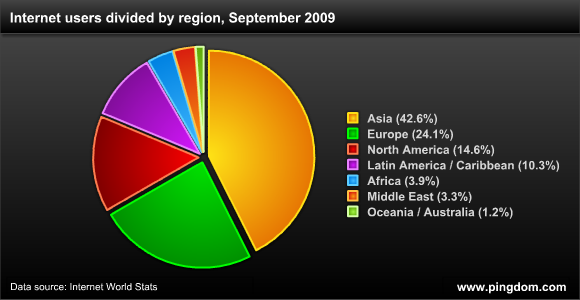 Internet users divided by region, September 2009
Asia (42.6%)
Europe (24.1%)
North America (14.6%)
Latin America / Caribbean (10.3%)
Africa (3.9%)
Middle East (3.3%)
Oceania / Australia (1.2%)
Data source: Internet World Stats
www.pingdom.com